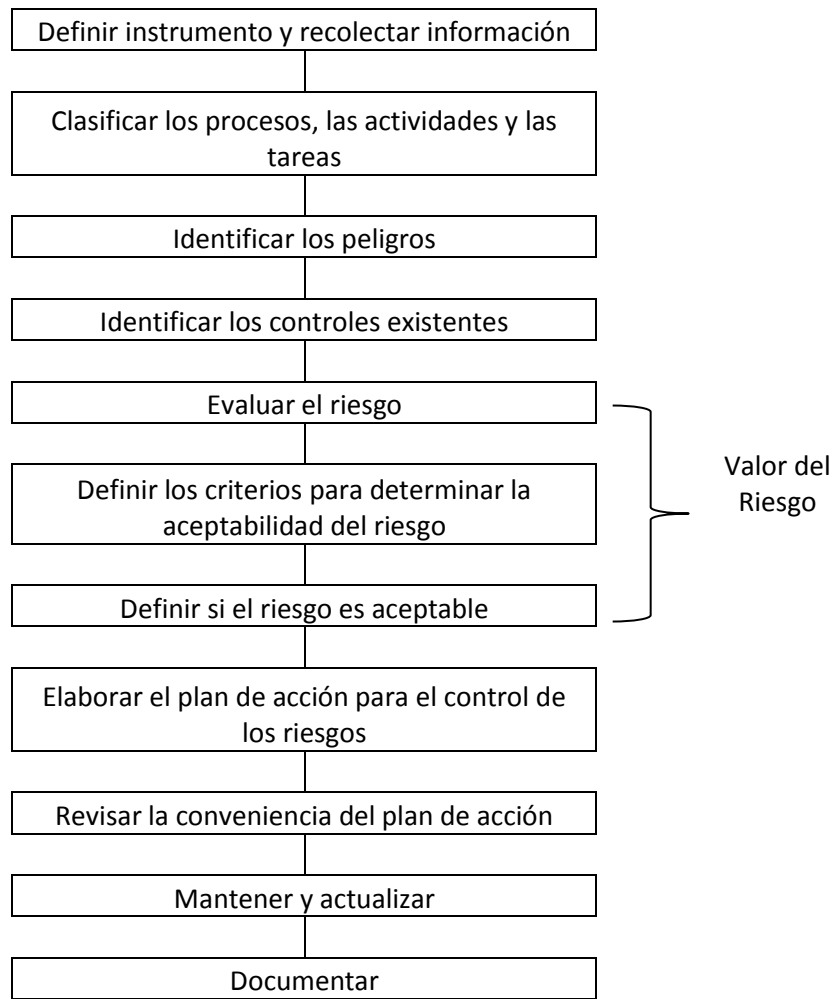 Definir instrumento y recolectar información
Clasificar los procesos, las actividades y las
tareas
Identificar los peligros
Identificar los controles existentes
Evaluar el riesgo
Definir los criterios para determinar la
aceptabilidad del riesgo
Definir si el riesgo es aceptable
Valor del
Riesgo
Elaborar el plan de acción para el control de
los riesgos
Revisar la conveniencia del plan de acción
Mantener y actualizar
Documentar